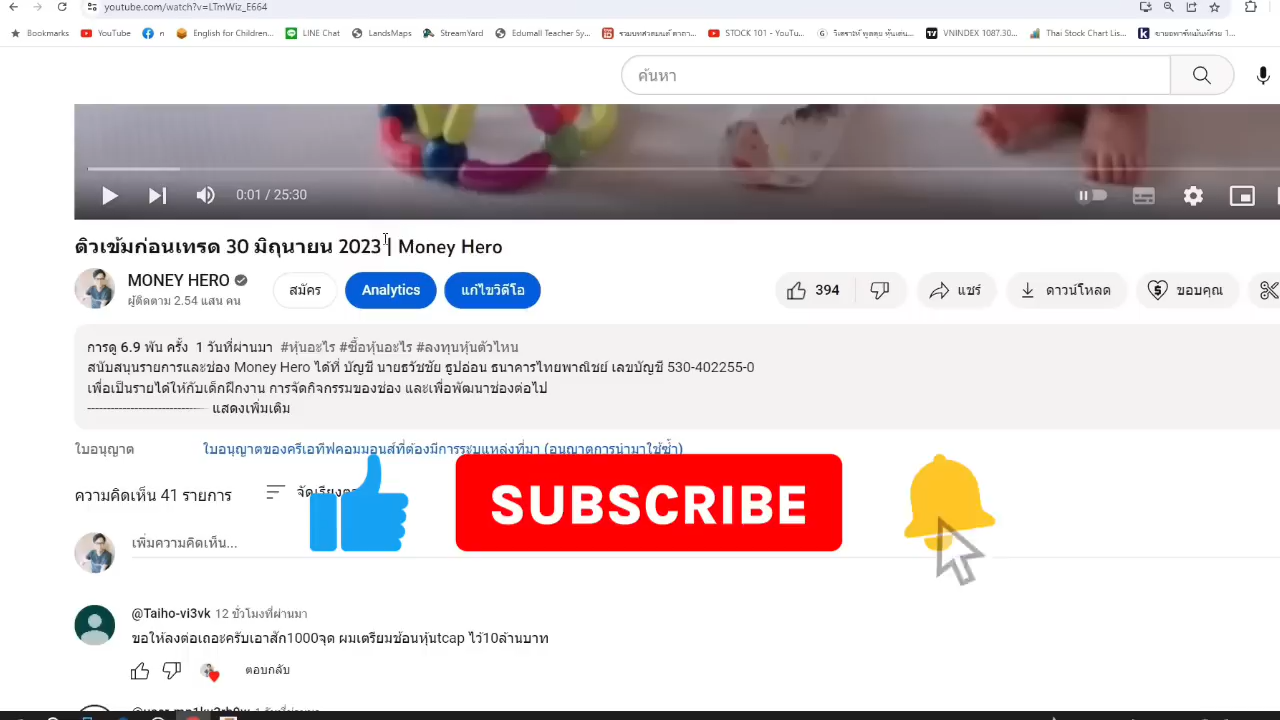 youtube.com/watch?v=LTmWiz_E664
Bookmarks YouTube English for Children... LINE Chat LandsMaps StreamYard Edumall Teacher Sy... STOCK 101 - YouTu... VNINDEX 1087.30... Thai Stock Chart Lis...
ค้นหา
0:01 / 25:30
ติวเข้มก่อนเทรด 30 มิถุนายน 2023 | Money Hero
MONEY HERO
ผู้ติดตาม 2.54 แสน คน
สมัคร Analytics แก้ไขวิดีโอ 394 แชร์ ดาวน์โหลด ขอบคุณ
การดู 6.9 พัน ครั้ง 1 วันที่ผ่านมา #หุ้นอะไร #ซื้อหุ้นอะไร #ลงทุนหุ้นตัวไหน
สนับสนุนรายการและช่อง Money Hero ได้ที่ บัญชี นายธวัชชัย ธูปอ่อน ธนาคารไทยพาณิชย์ เลขบัญชี 530-402255-0
เพื่อเป็นรายได้ให้กับเด็กฝึกงาน การจัดกิจกรรมของช่อง และเพื่อพัฒนาช่องต่อไป
แสดงเพิ่มเติม
ใบอนุญาต ใบอนุญาตของครีเอทีฟคอมมอนส์ที่ต้องมีการระบุแหล่งที่มา (อนุญาตการนำมาใช้ซ้ำ)
ความคิดเห็น 41 รายการ
SUBSCRIBE
เพิ่มความคิดเห็น...
@Taiho-vi3vk 12 ชั่วโมงที่ผ่านมา
ขอให้ลงต่อเถอะครับเอาสัก1000จุด ผมเตรียมช้อนหุ้นtcap ไว้10ล้านบาท
ตอบกลับ